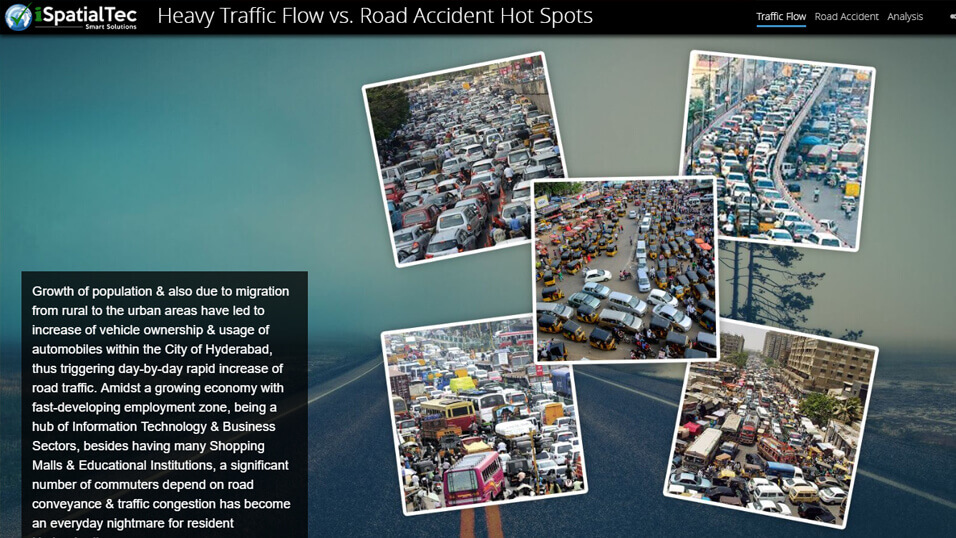 iSpatialTec
Smart Solutions
Heavy Traffic Flow vs. Road Accident Hot Spots
Traffic Flow Road Accident Analysis
Growth of population & also due to migration
from rural to the urban areas have led to
increase of vehicle ownership & usage of
automobiles within the City of Hyderabad,
thus triggering day-by-day rapid increase of
road traffic. Amidst a growing economy with
fast-developing employment zone, being a
hub of Information Technology & Business
Sectors, besides having many Shopping
Malls & Educational Institutions, a significant
number of commuters depend on road
conveyance & traffic congestion has become
an everyday nightmare for resident